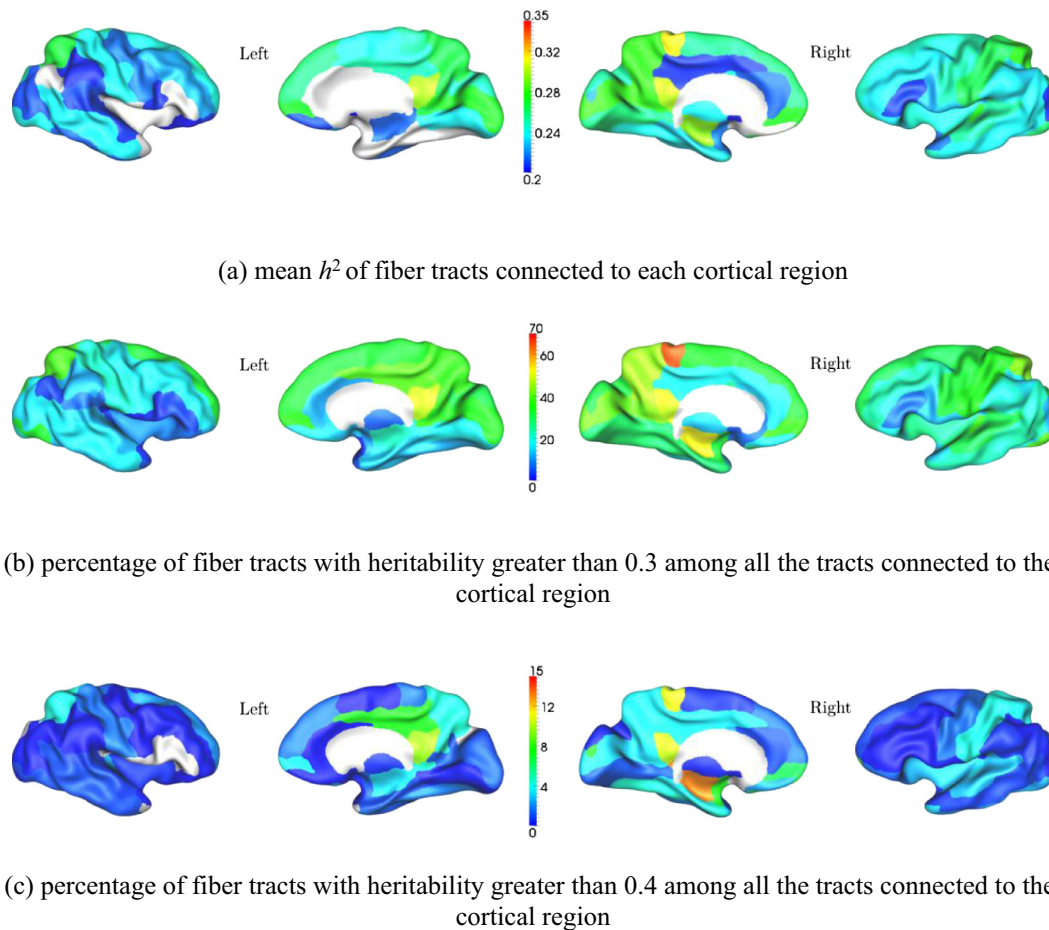 0.35
Left
Right
0.32
0.28
0.24
0.2
(a) mean h² of fiber tracts connected to each cortical region
70
Left
Right
60
40
20
0
(b) percentage of fiber tracts with heritability greater than 0.3 among all the tracts connected to the
cortical region
15
Left
Right
12
8
4
0
(c) percentage of fiber tracts with heritability greater than 0.4 among all the tracts connected to the
cortical region